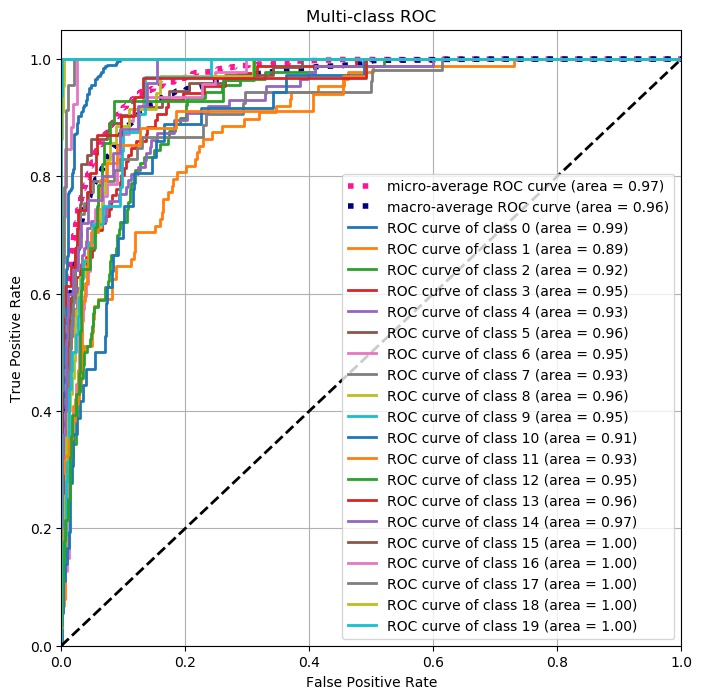 Multi-class ROC
1.0
0.8
0.6
0.4
0.2
0.0
True Positive Rate
micro-average ROC curve (area = 0.97)
macro-average ROC curve (area = 0.96)
ROC curve of class 0 (area = 0.99)
ROC curve of class 1 (area = 0.89)
ROC curve of class 2 (area = 0.92)
ROC curve of class 3 (area = 0.95)
ROC curve of class 4 (area = 0.93)
ROC curve of class 5 (area = 0.96)
ROC curve of class 6 (area = 0.95)
ROC curve of class 7 (area = 0.93)
ROC curve of class 8 (area = 0.96)
ROC curve of class 9 (area = 0.95)
ROC curve of class 10 (area = 0.91)
ROC curve of class 11 (area = 0.93)
ROC curve of class 12 (area = 0.95)
ROC curve of class 13 (area = 0.96)
ROC curve of class 14 (area = 0.97)
ROC curve of class 15 (area = 1.00)
ROC curve of class 16 (area = 1.00)
ROC curve of class 17 (area = 1.00)
ROC curve of class 18 (area = 1.00)
ROC curve of class 19 (area = 1.00)
0.0 0.2 0.4 0.6 0.8 1.0
False Positive Rate